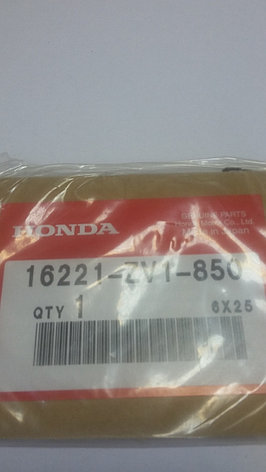 GENUINE PARTS
Honda Motor Co., Ltd.
Made in Japan
HONDA
16221-ZV1-850
QTY 1 6X25